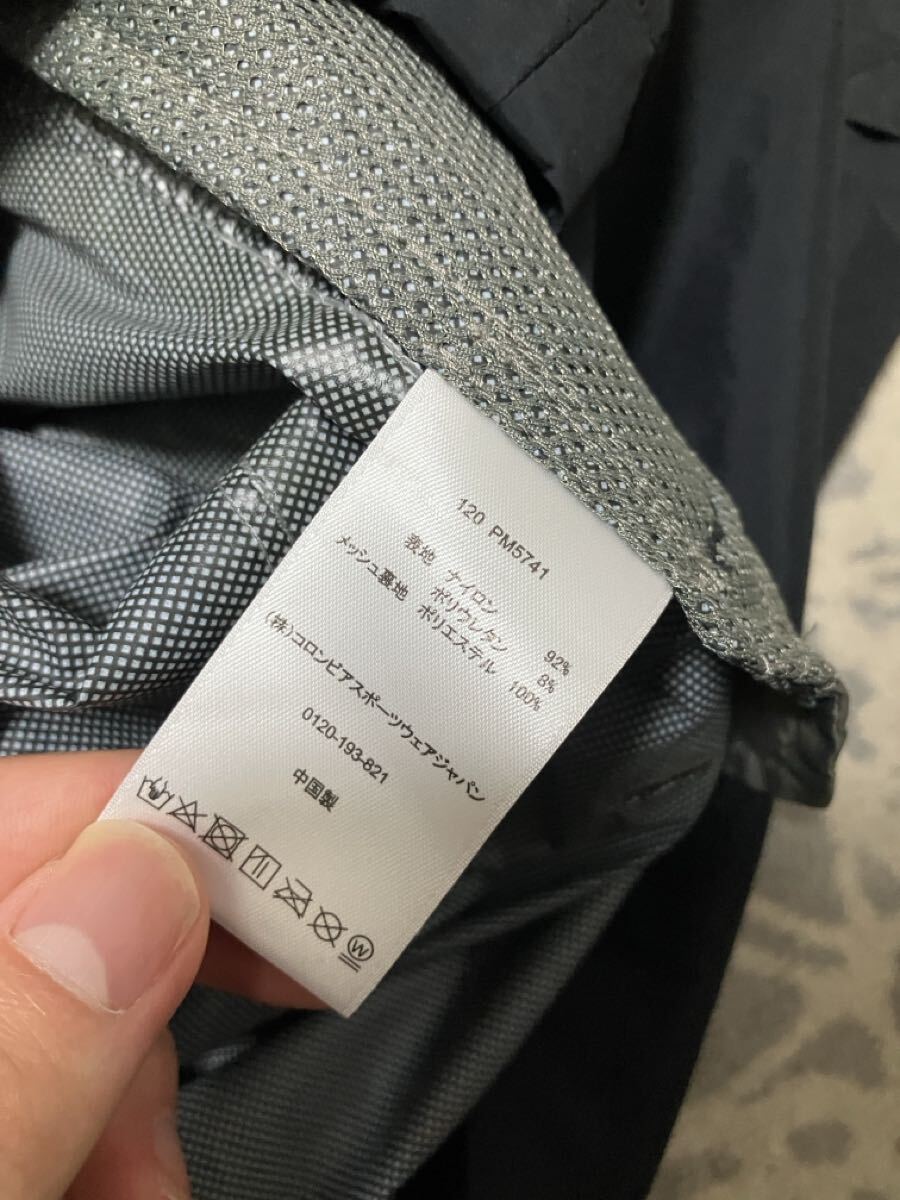 120 PM5741
表地 ナイロン 92%
ポリウレタン 8%
メッシュ裏地 ポリエステル 100%
(株)コロンビアスポーツウェアジャパン
0120-193-821
中国製
W